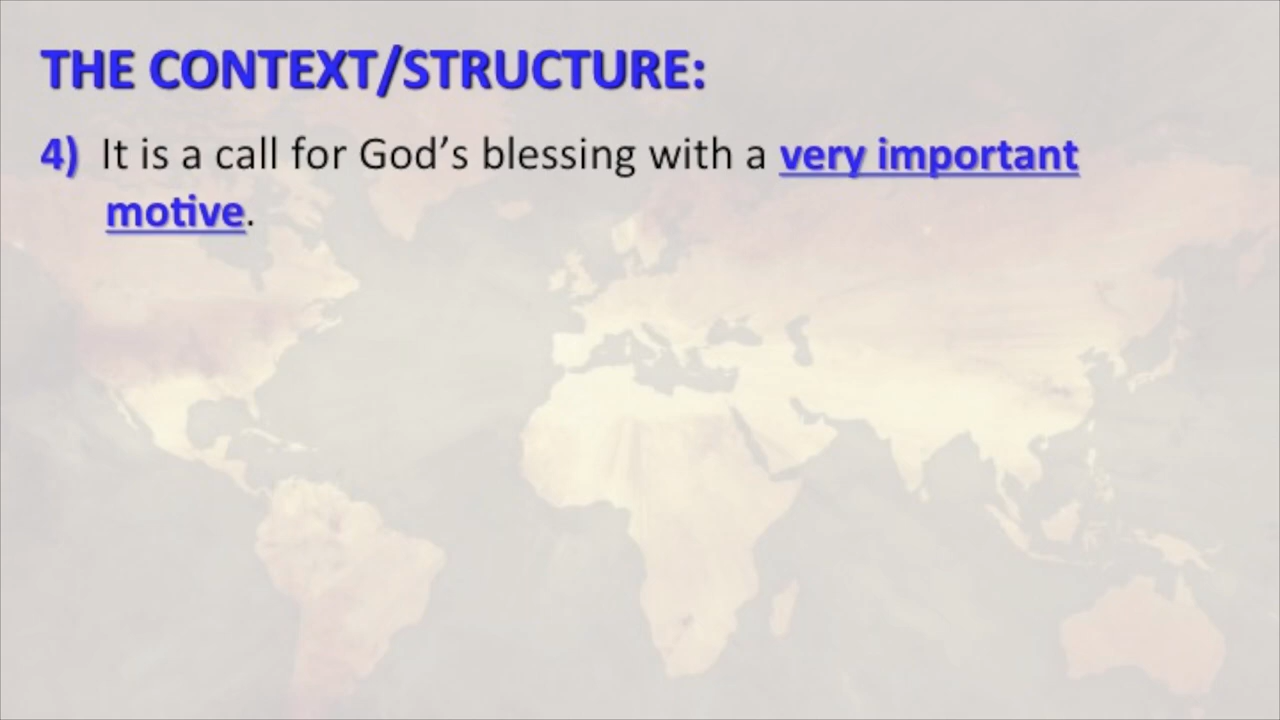 THE CONTEXT/STRUCTURE:
4) It is a call for God’s blessing with a very important
motive.